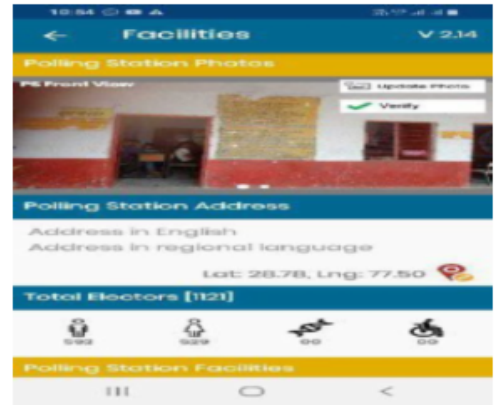 10:54
Facilities V 2.14
Polling Station Photos
PS Front View
Update Photo
Verify
Polling Station Address
Address in English
Address in regional language
Lat: 28.78, Lng: 77.50
Total Electors [1121]
592 529 00 00
Polling Station Facilities